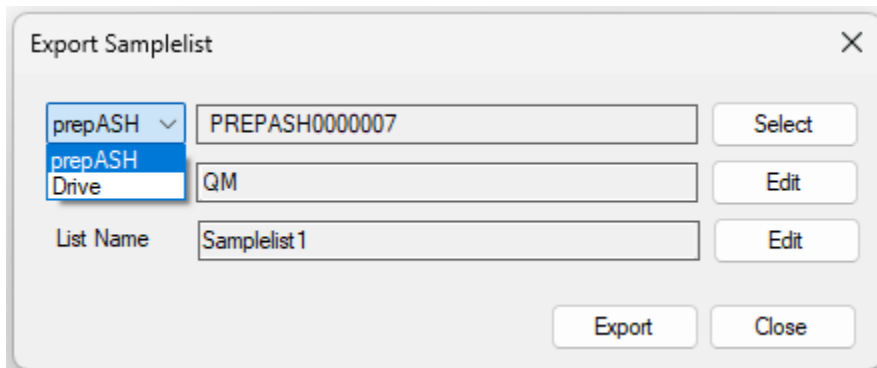 Export Samplelist
prepASH PREPASH0000007 Select
prepASH
Drive QM Edit
List Name Samplelist1 Edit
Export Close